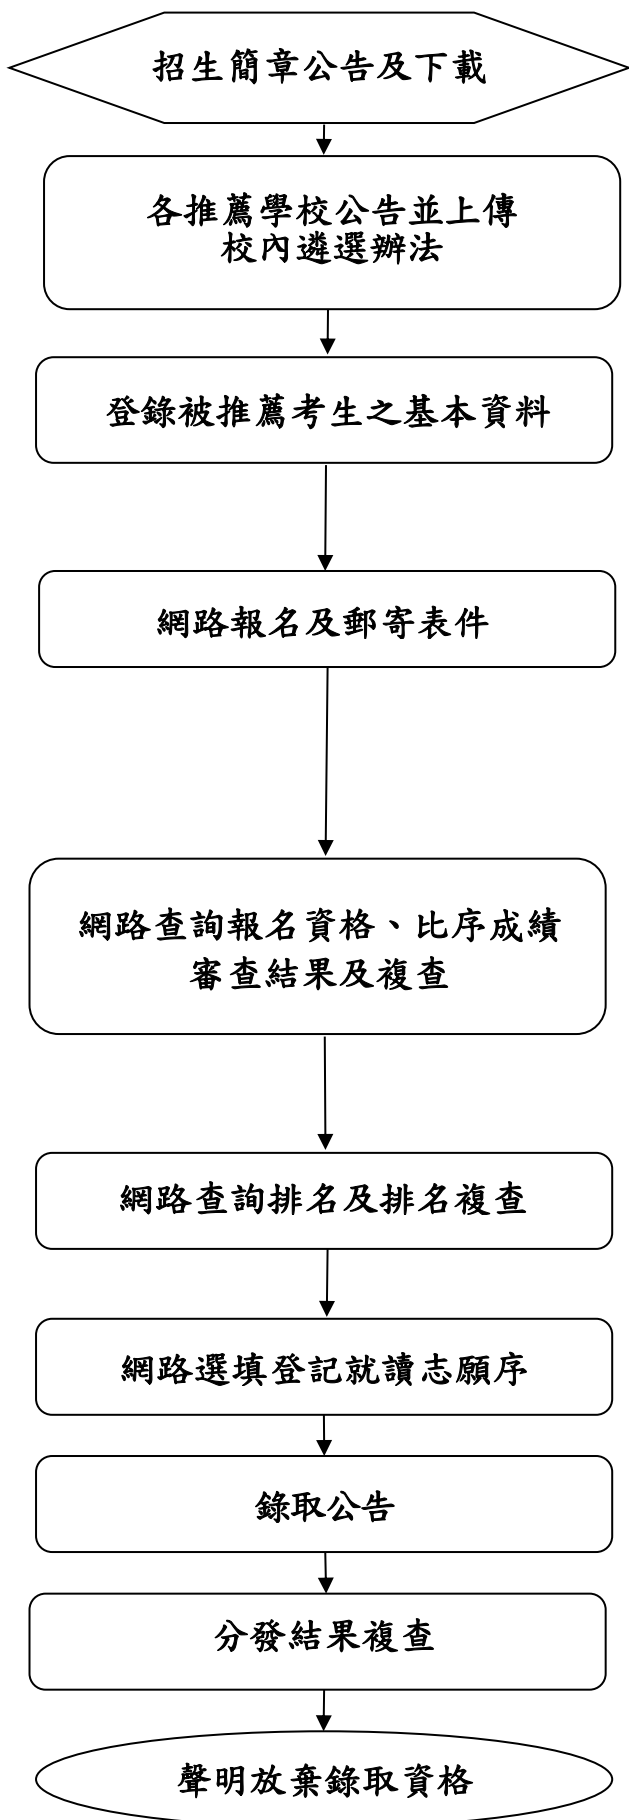 招生簡章公告及下載
各推薦學校公告並上傳
校內遴選辦法
登錄被推薦考生之基本資料
網路報名及郵寄表件
網路查詢報名資格、比序成績
審查結果及複查
網路查詢排名及排名複查
網路選填登記就讀志願序
錄取公告
分發結果複查
聲明放棄錄取資格